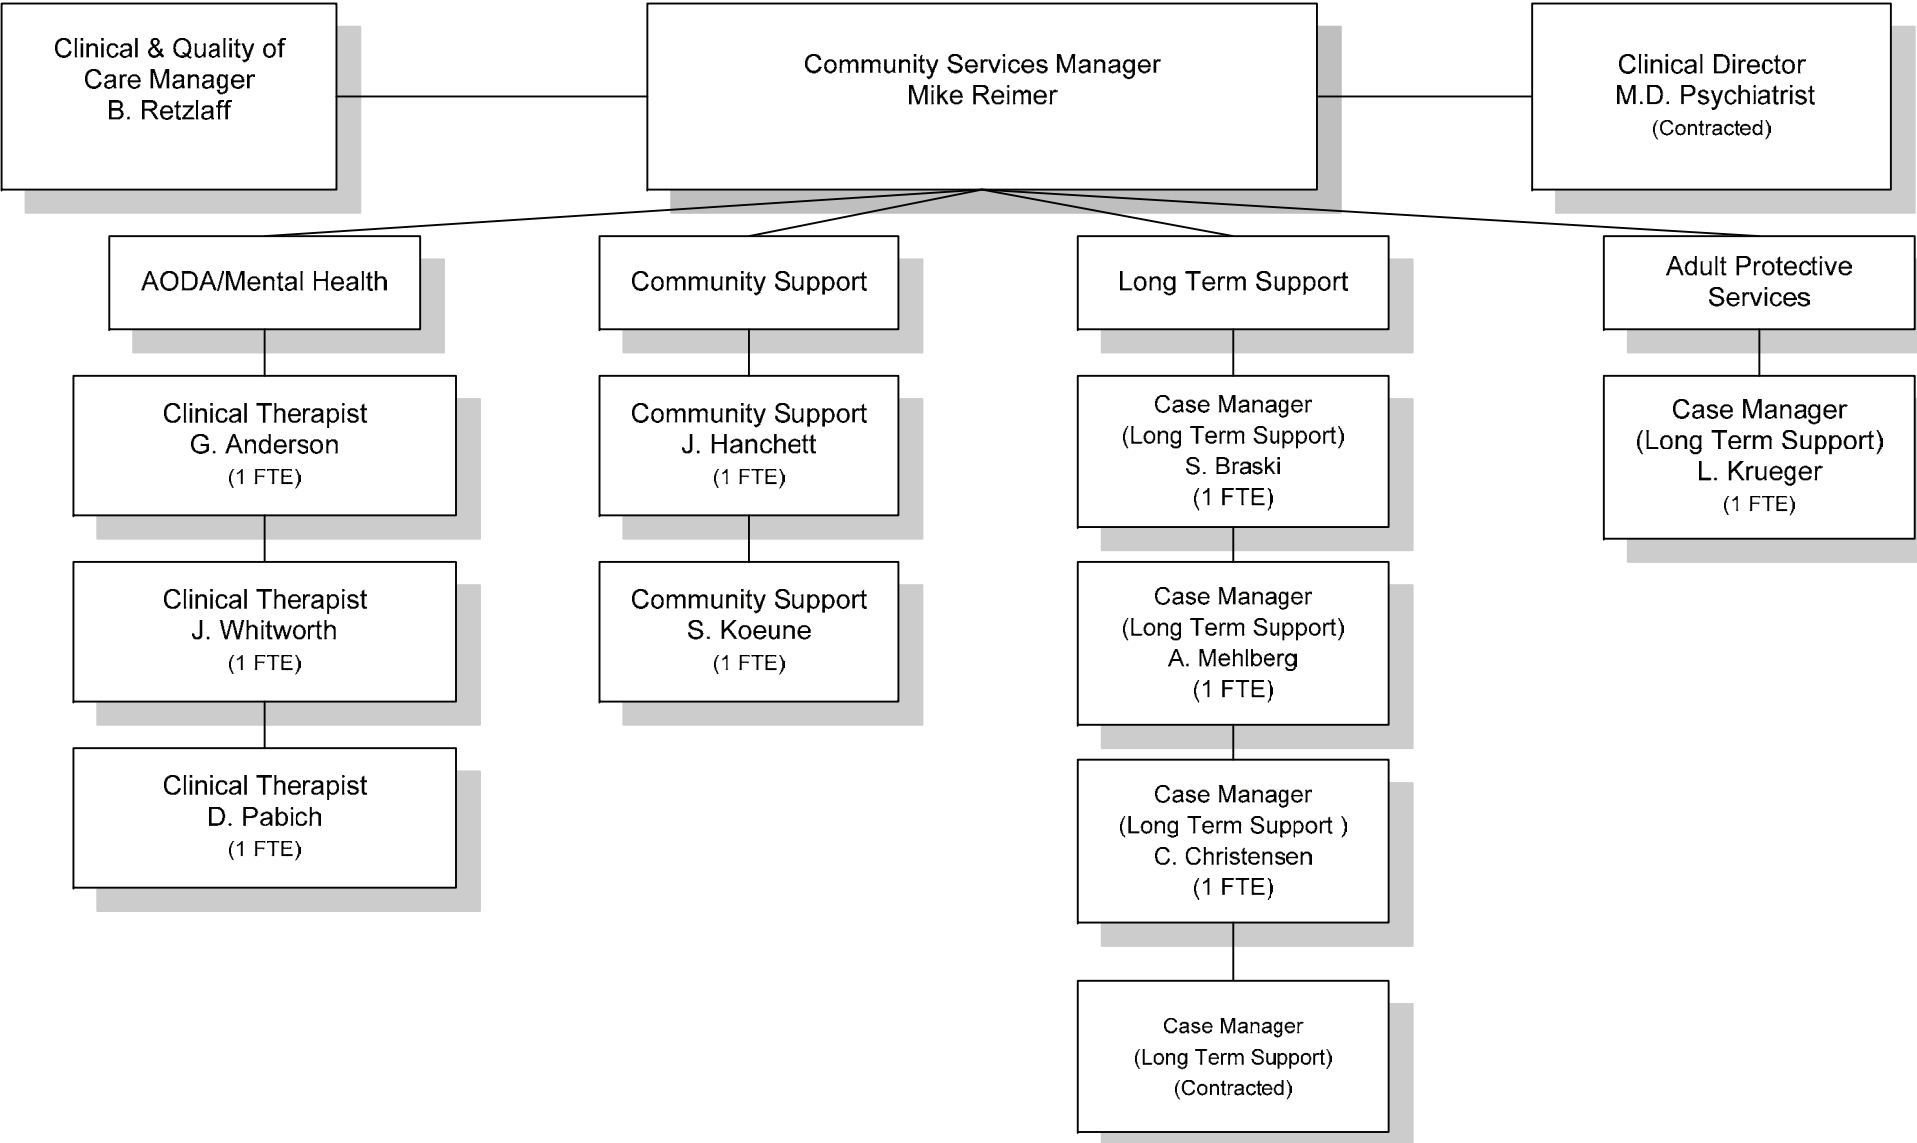 Clinical & Quality of
Care Manager
B. Retzlaff
Community Services Manager
Mike Reimer
Clinical Director
M.D. Psychiatrist
(Contracted)
AODA/Mental Health
Community Support
Long Term Support
Adult Protective
Services
Clinical Therapist
G. Anderson
(1 FTE)
Community Support
J. Hanchett
(1 FTE)
Case Manager
(Long Term Support)
S. Braski
(1 FTE)
Case Manager
(Long Term Support)
L. Krueger
(1 FTE)
Clinical Therapist
J. Whitworth
(1 FTE)
Community Support
S. Koeune
(1 FTE)
Case Manager
(Long Term Support)
A. Mehlberg
(1 FTE)
Clinical Therapist
D. Pabich
(1 FTE)
Case Manager
(Long Term Support )
C. Christensen
(1 FTE)
Case Manager
(Long Term Support)
(Contracted)